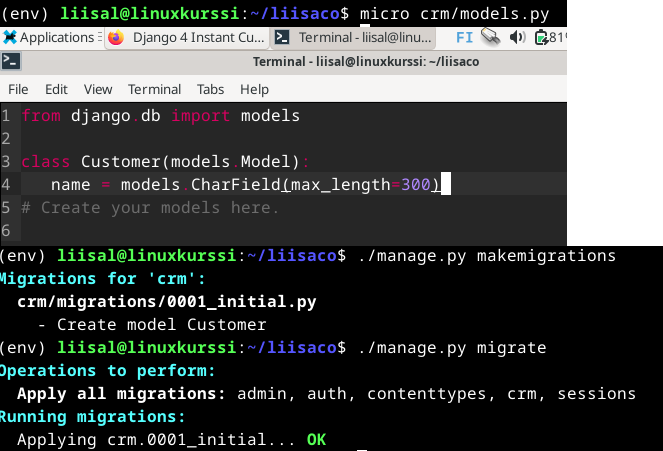 (env) liisal@linuxkurssi:~/liisaco$ micro crm/models.py
Applications Django 4 Instant Cu... Terminal - liisal@linu... FI 81%
Terminal - liisal@linuxkurssi: ~/liisaco
File Edit View Terminal Tabs Help
1 from django.db import models
2
3 class Customer(models.Model):
4 name = models.CharField(max_length=300)
5 # Create your models here.
6
(env) liisal@linuxkurssi:~/liisaco$ ./manage.py makemigrations
Migrations for 'crm':
crm/migrations/0001_initial.py
- Create model Customer
(env) liisal@linuxkurssi:~/liisaco$ ./manage.py migrate
Operations to perform:
Apply all migrations: admin, auth, contenttypes, crm, sessions
Running migrations:
Applying crm.0001_initial... OK